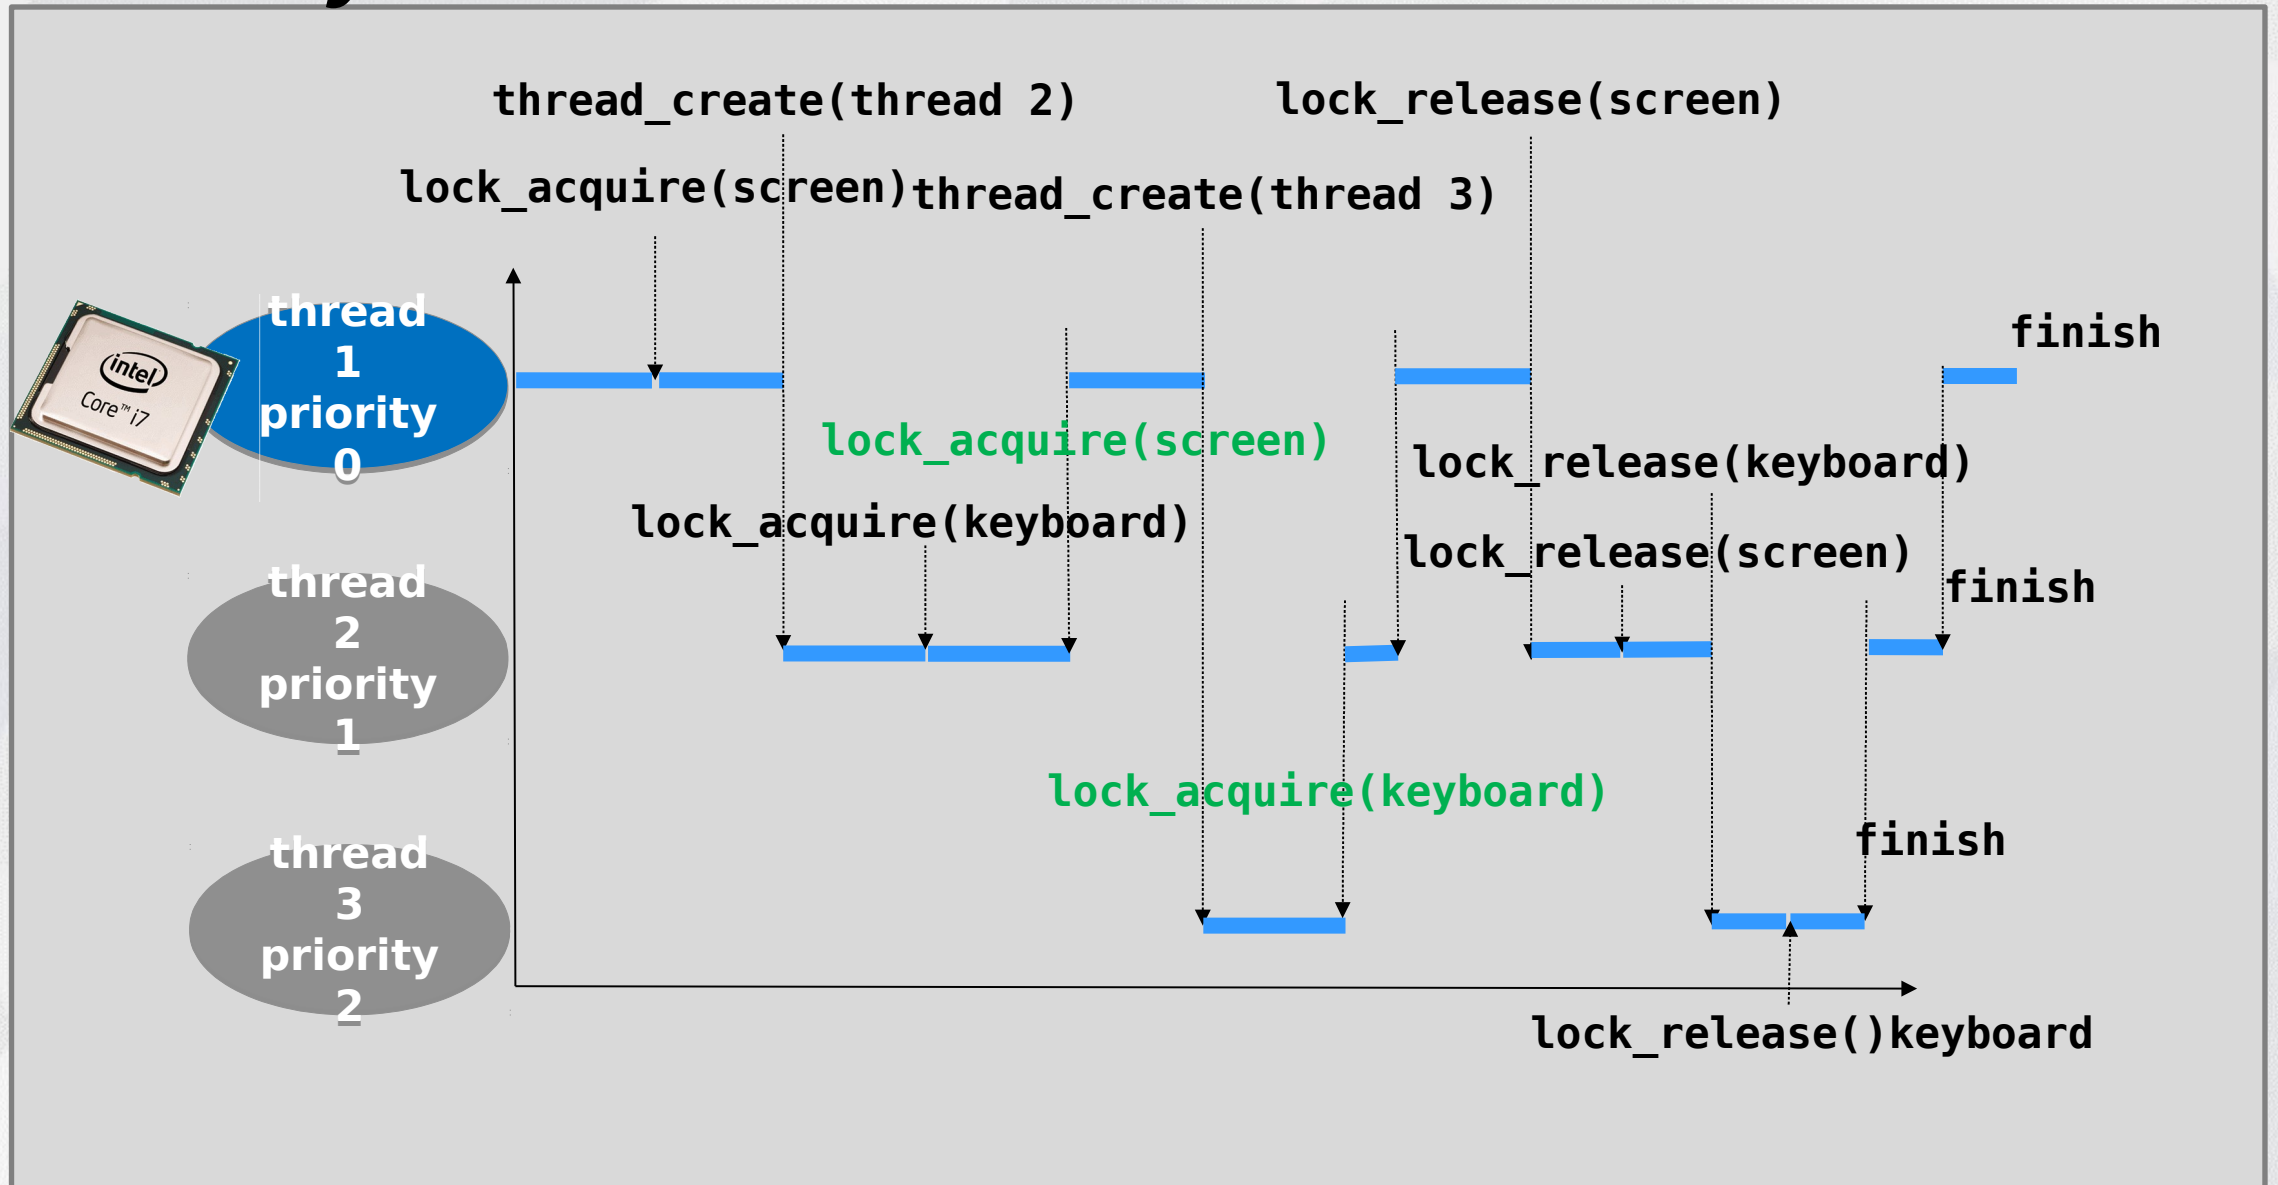 thread_create(thread 2)
lock_release(screen)
lock_acquire(screen)
thread_create(thread 3)
thread
1
priority
0
intel
Core™ i7
finish
lock_acquire(screen)
lock_release(keyboard)
lock_acquire(keyboard)
lock_release(screen)
finish
thread
2
priority
1
lock_acquire(keyboard)
finish
thread
3
priority
2
lock_release()keyboard